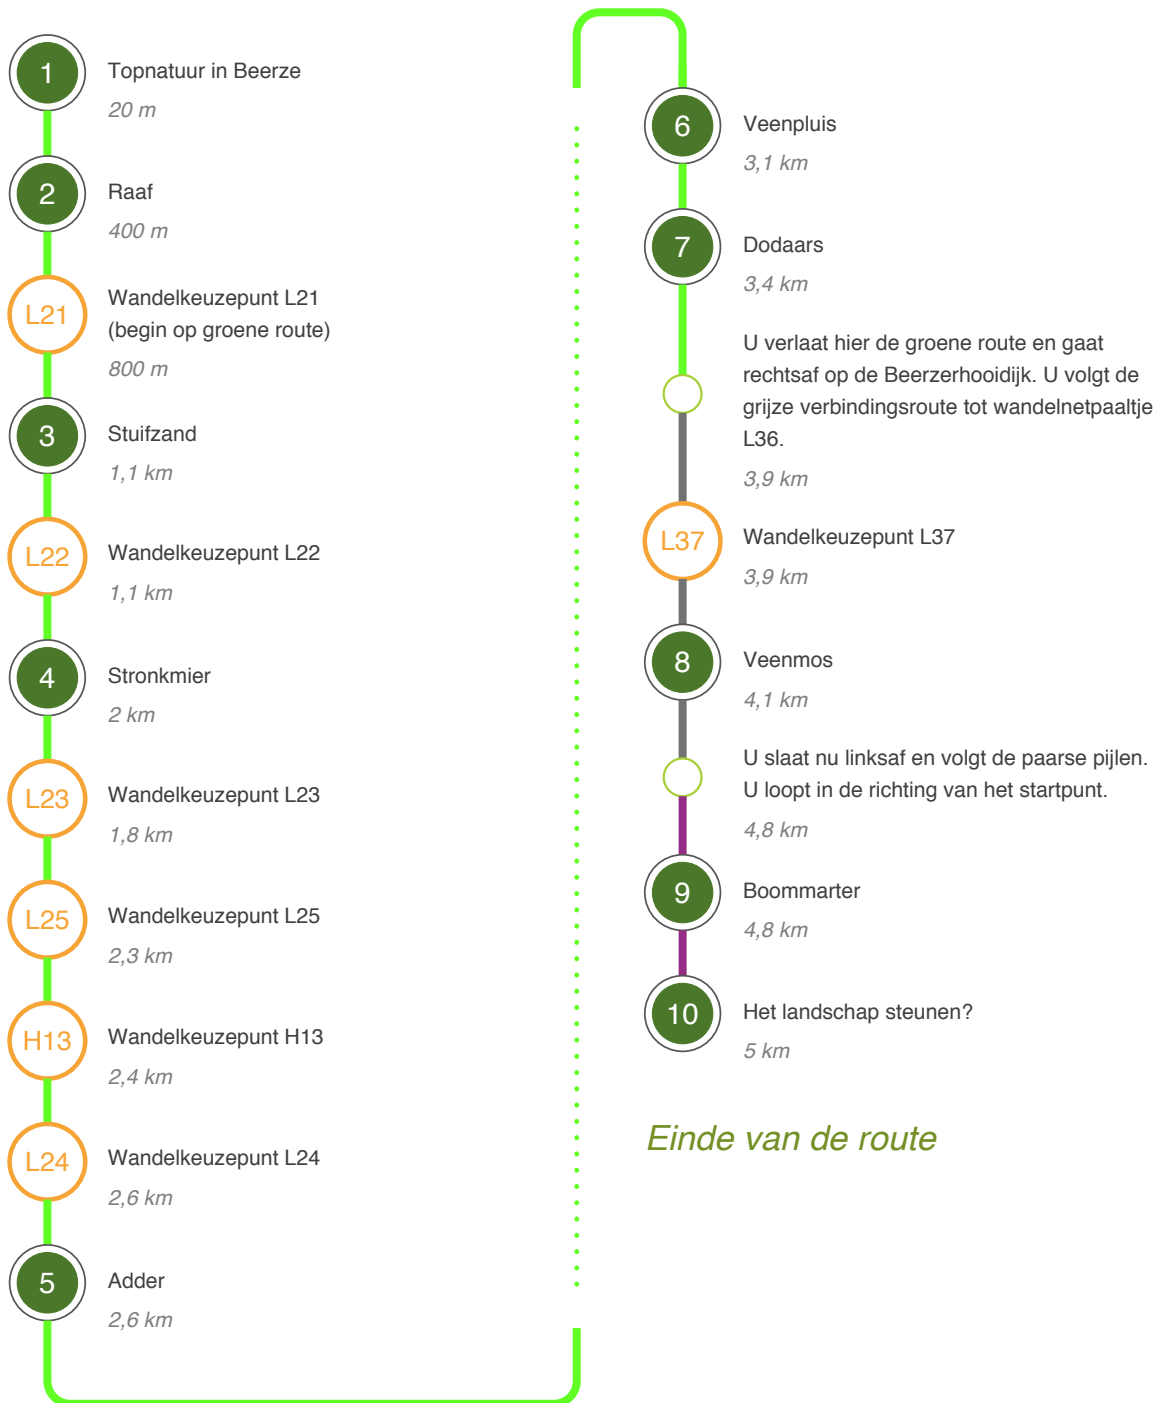 1
Topnatuur in Beerze
20 m
2
Raaf
400 m
L21
Wandelkeuzepunt L21
(begin op groene route)
800 m
3
Stuifzand
1,1 km
L22
Wandelkeuzepunt L22
1,1 km
4
Stronkmier
2 km
L23
Wandelkeuzepunt L23
1,8 km
L25
Wandelkeuzepunt L25
2,3 km
H13
Wandelkeuzepunt H13
2,4 km
L24
Wandelkeuzepunt L24
2,6 km
5
Adder
2,6 km
6
Veenpluis
3,1 km
7
Dodaars
3,4 km
U verlaat hier de groene route en gaat
rechtsaf op de Beerzerhooidijk. U volgt de
grijze verbindingsroute tot wandelnetpaaltje
L36.
3,9 km
L37
Wandelkeuzepunt L37
3,9 km
8
Veenmos
4,1 km
U slaat nu linksaf en volgt de paarse pijlen.
U loopt in de richting van het startpunt.
4,8 km
9
Boommarter
4,8 km
10
Het landschap steunen?
5 km
Einde van de route